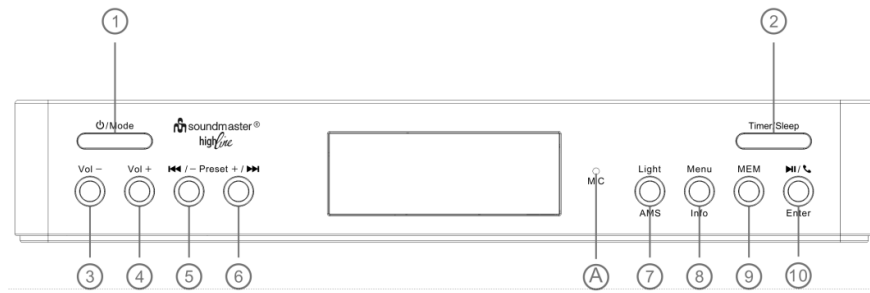 1
2
⏻/Mode
soundmaster®
highline
Timer/Sleep
Vol − Vol + ⏮ / − Preset + / ⏭
MIC
Light Menu MEM ⏯/📞
AMS Info Enter
3 4 5 6 A 7 8 9 10